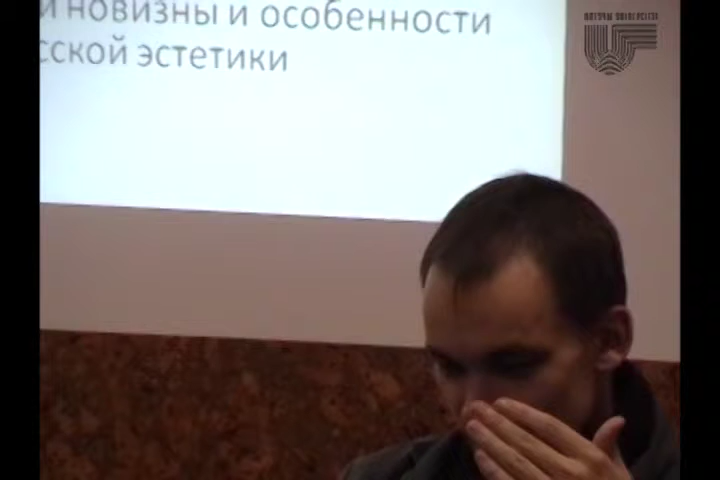 новизны и особенности
сской эстетики